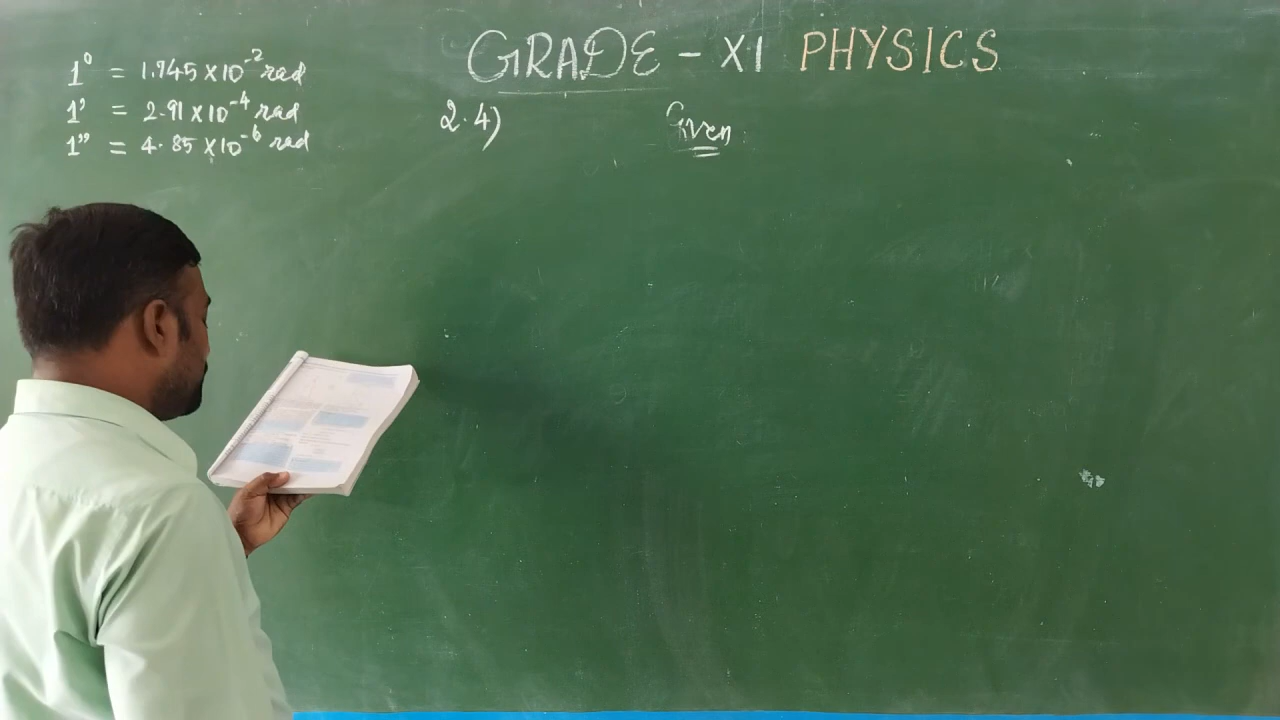 GRADE - XI PHYSICS
1° = 1.745 × 10⁻² rad
1' = 2.91 × 10⁻⁴ rad
1" = 4.85 × 10⁻⁶ rad
2.4) Given